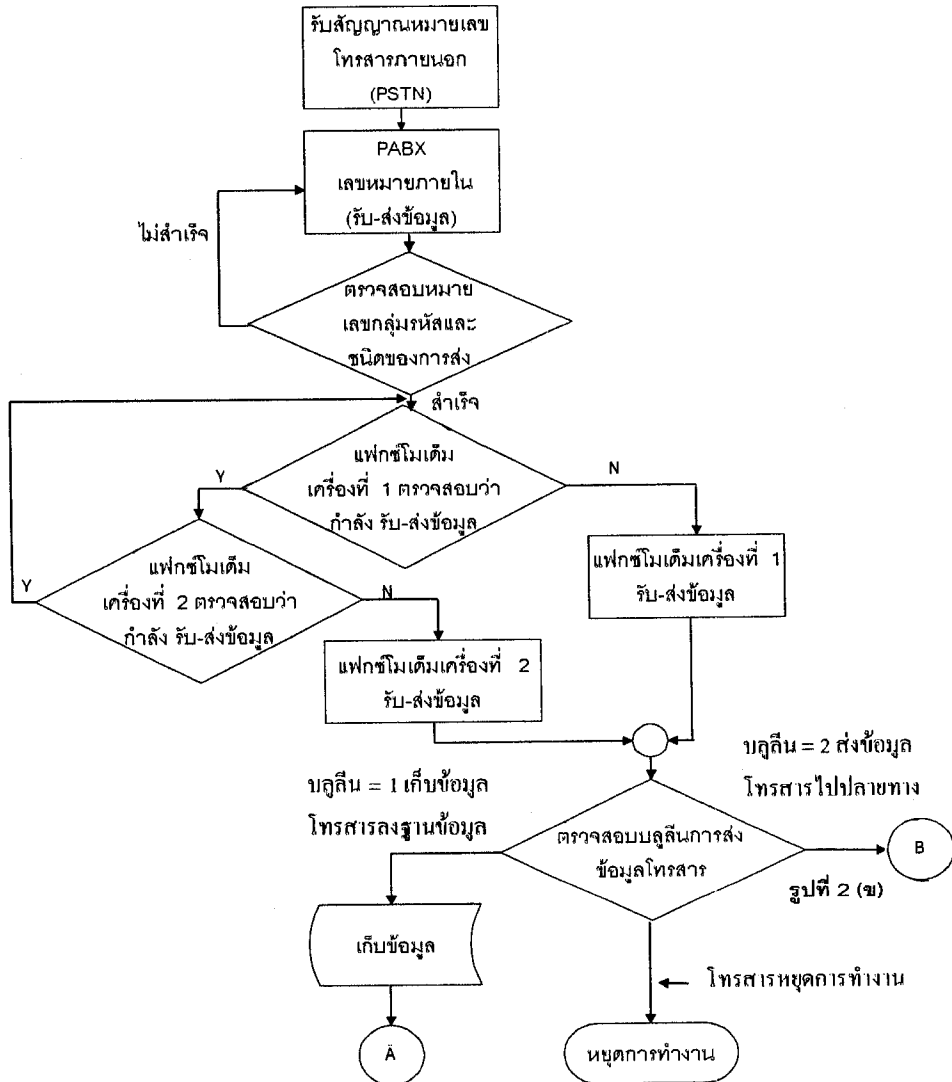 รับสัญญาณหมายเลข
โทรสารภายนอก
(PSTN)
PABX
เลขหมายภายใน
(รับ-ส่งข้อมูล)
ไม่สำเร็จ
ตรวจสอบหมาย
เลขกลุ่มรหัสและ
ชนิดของการส่ง
สำเร็จ
แฟกซ์โมเด็ม
เครื่องที่ 1 ตรวจสอบว่า
กำลัง รับ-ส่งข้อมูล
Y
N
แฟกซ์โมเด็ม
เครื่องที่ 2 ตรวจสอบว่า
กำลัง รับ-ส่งข้อมูล
Y
N
แฟกซ์โมเด็มเครื่องที่ 1
รับ-ส่งข้อมูล
แฟกซ์โมเด็มเครื่องที่ 2
รับ-ส่งข้อมูล
บลูลีน = 2 ส่งข้อมูล
โทรสารไปปลายทาง
บลูลีน = 1 เก็บข้อมูล
โทรสารลงฐานข้อมูล
ตรวจสอบบลูลีนการส่ง
ข้อมูลโทรสาร
B
รูปที่ 2 (ข)
เก็บข้อมูล
โทรสารหยุดการทำงาน
A
หยุดการทำงาน